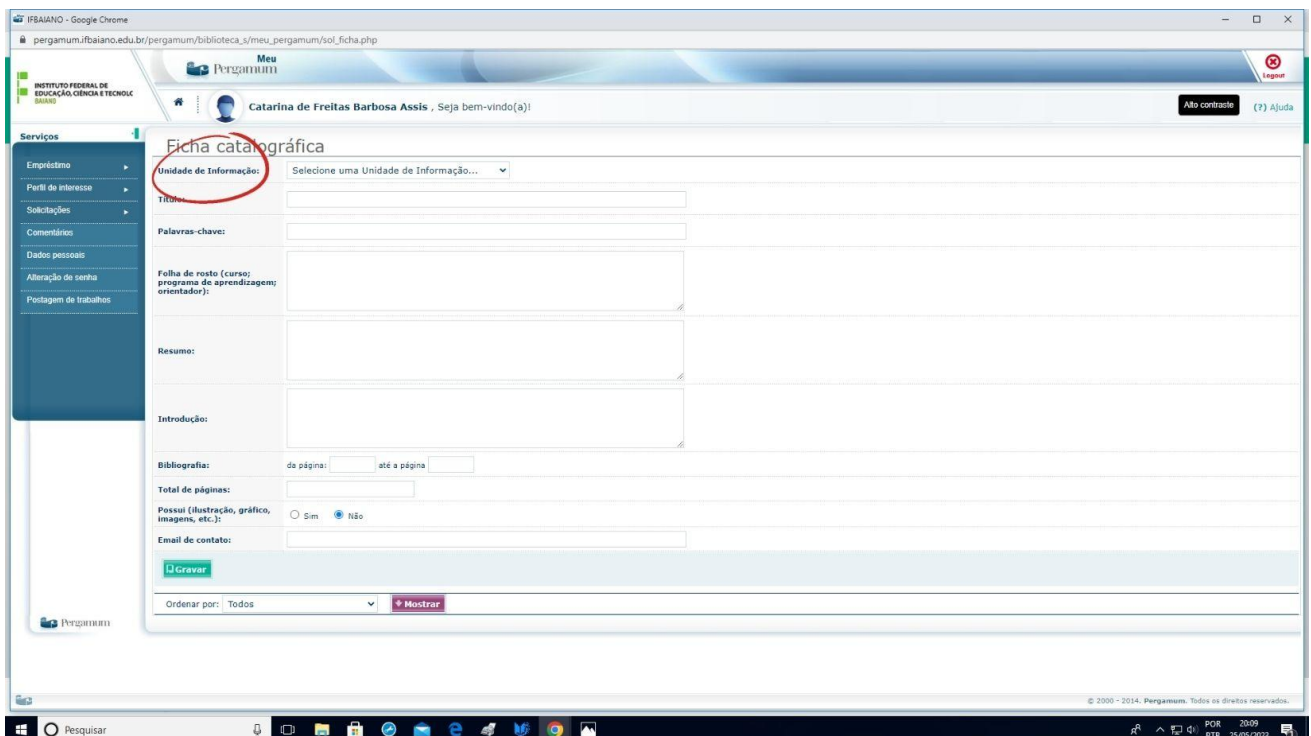 IFBAIANO - Google Chrome
pergamum.ifbaiano.edu.br/pergamum/biblioteca_s/meu_pergamum/sol_ficha.php
INSTITUTO FEDERAL DE
EDUCAÇÃO, CIÊNCIA E TECNOLC
BAIANO
Meu
Pergamum
Logout
Catarina de Freitas Barbosa Assis , Seja bem-vindo(a)!
Alto contraste
(?) Ajuda
Serviços
Empréstimo
Perfil de interesse
Solicitações
Comentários
Dados pessoais
Alteração de senha
Postagem de trabalhos
Pergamum
Ficha catalográfica
Unidade de Informação: Selecione uma Unidade de Informação...
Título:
Palavras-chave:
Folha de rosto (curso;
programa de aprendizagem;
orientador):
Resumo:
Introdução:
Bibliografia: da página: até a página
Total de páginas:
Possui (ilustração, gráfico,
imagens, etc.): Sim Não
Email de contato:
Gravar
Ordenar por: Todos Mostrar
© 2000 - 2014. Pergamum. Todos os direitos reservados.
Pesquisar
POR 20:09
PTB 25/05/2023